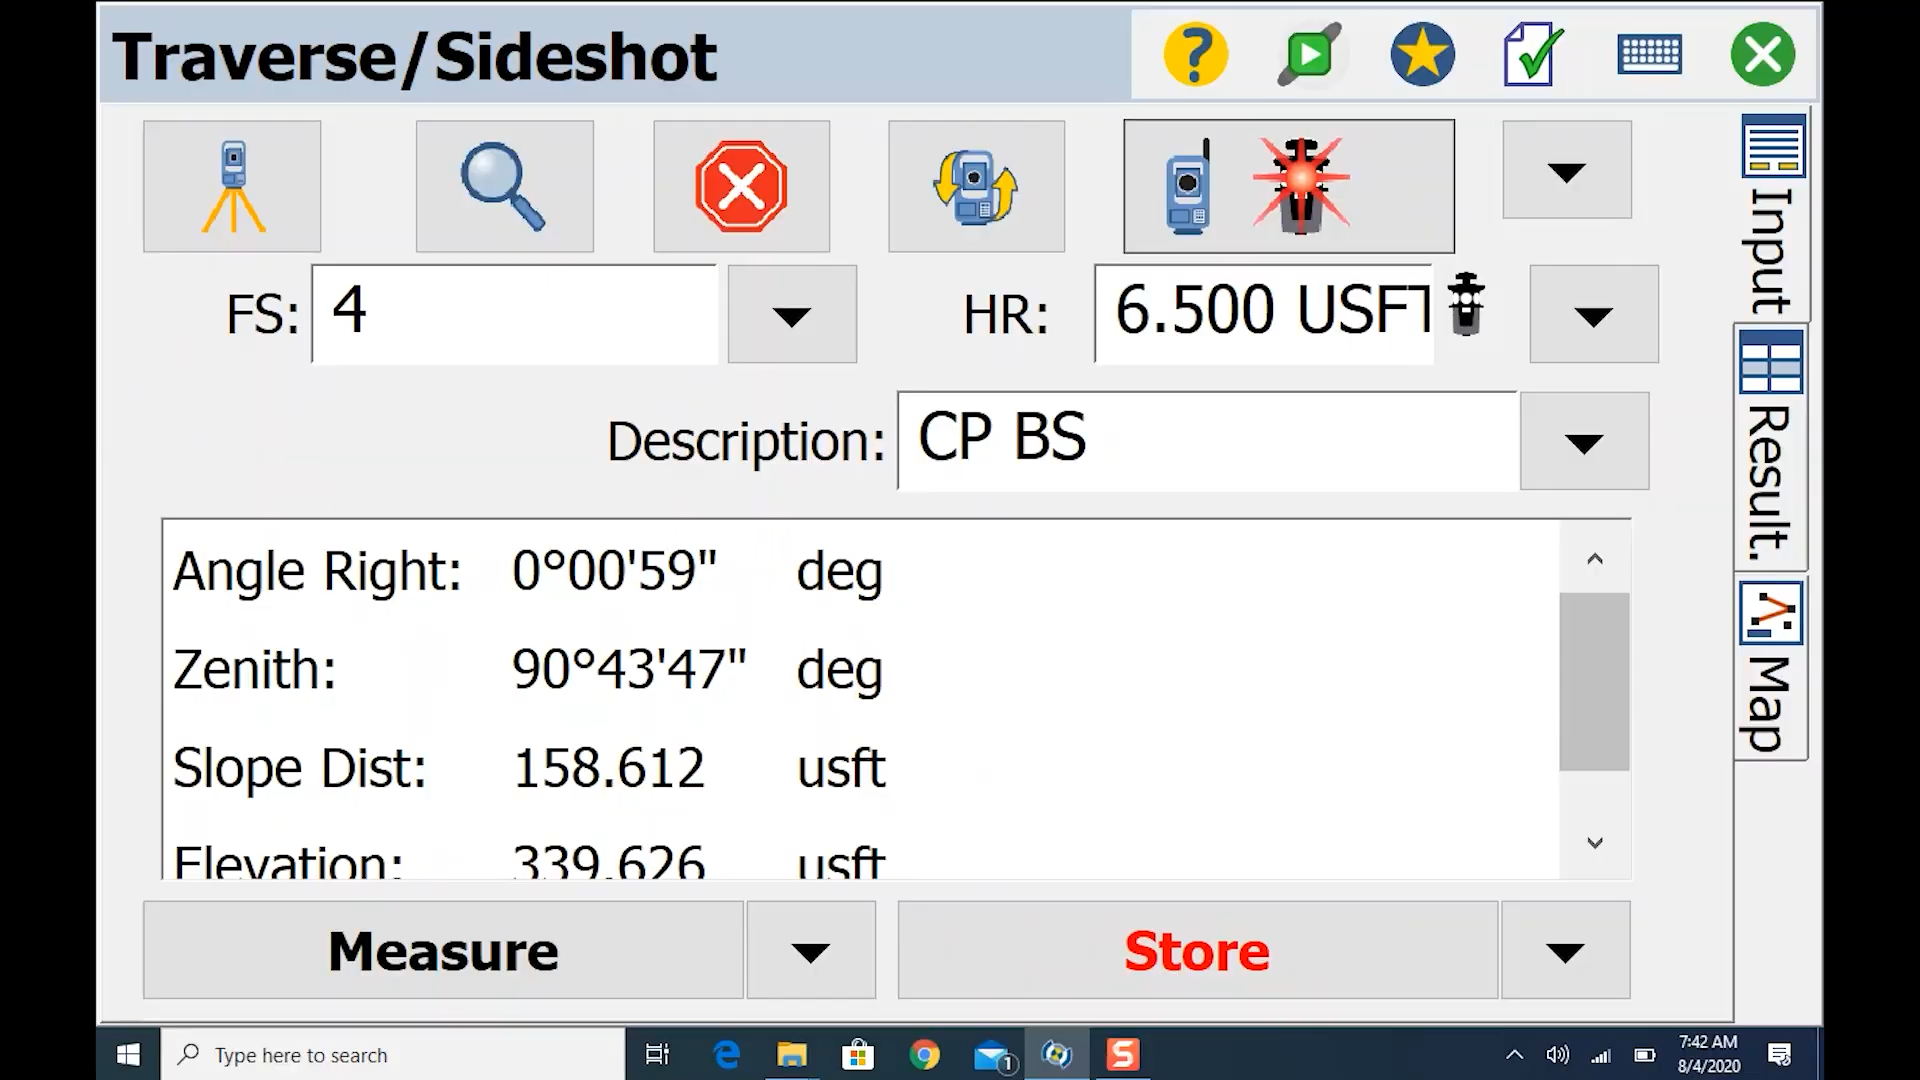 Traverse/Sideshot
FS: 4 HR: 6.500 USFT
Description: CP BS
Angle Right: 0°00'59" deg
Zenith: 90°43'47" deg
Slope Dist: 158.612 usft
Elevation: 339.626 usft
Measure Store
Input
Result.
Map
Type here to search
1
S
7:42 AM
8/4/2020